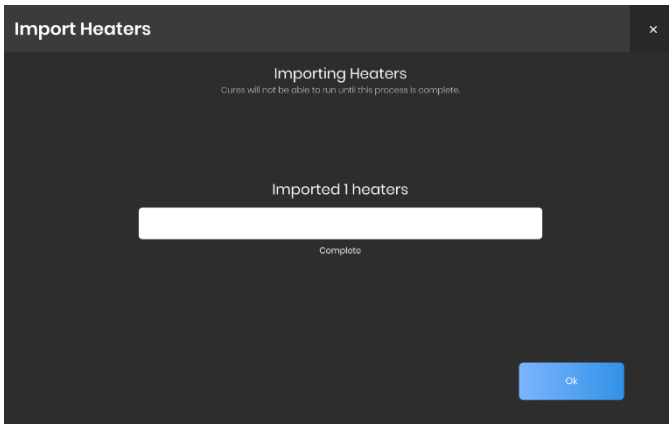 Import Heaters
×
Importing Heaters
Cures will not be able to run until this process is complete.
Imported 1 heaters
Complete
Ok